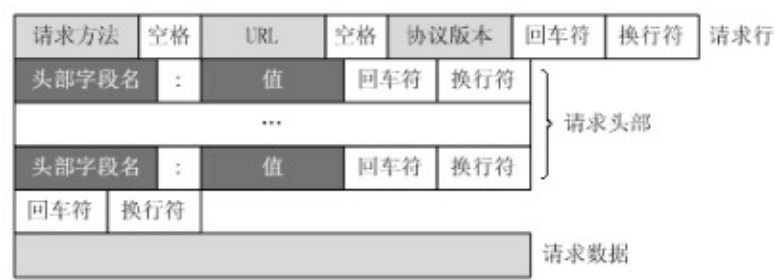 请求方法 空格 URL 空格 协议版本 回车符 换行符 请求行
头部字段名 : 值 回车符 换行符
… 请求头部
头部字段名 : 值 回车符 换行符
回车符 换行符
请求数据